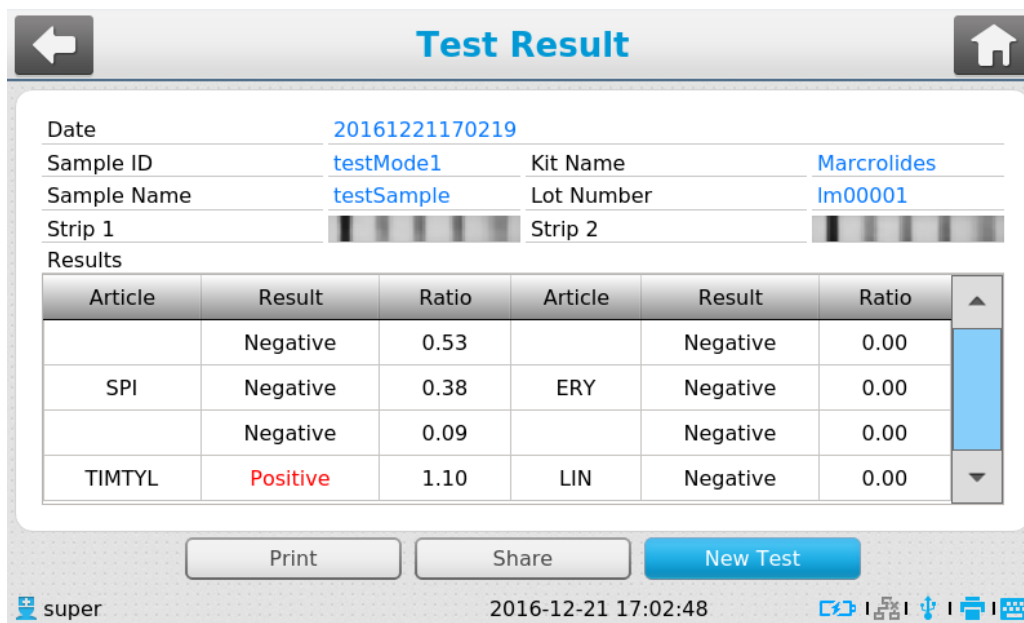 Test Result
Date 20161221170219
Sample ID testMode1 Kit Name Marcrolides
Sample Name testSample Lot Number lm00001
Strip 1 Strip 2
Results
Article Result Ratio Article Result Ratio
Negative 0.53 Negative 0.00
SPI Negative 0.38 ERY Negative 0.00
Negative 0.09 Negative 0.00
TIMTYL Positive 1.10 LIN Negative 0.00
Print Share New Test
super 2016-12-21 17:02:48